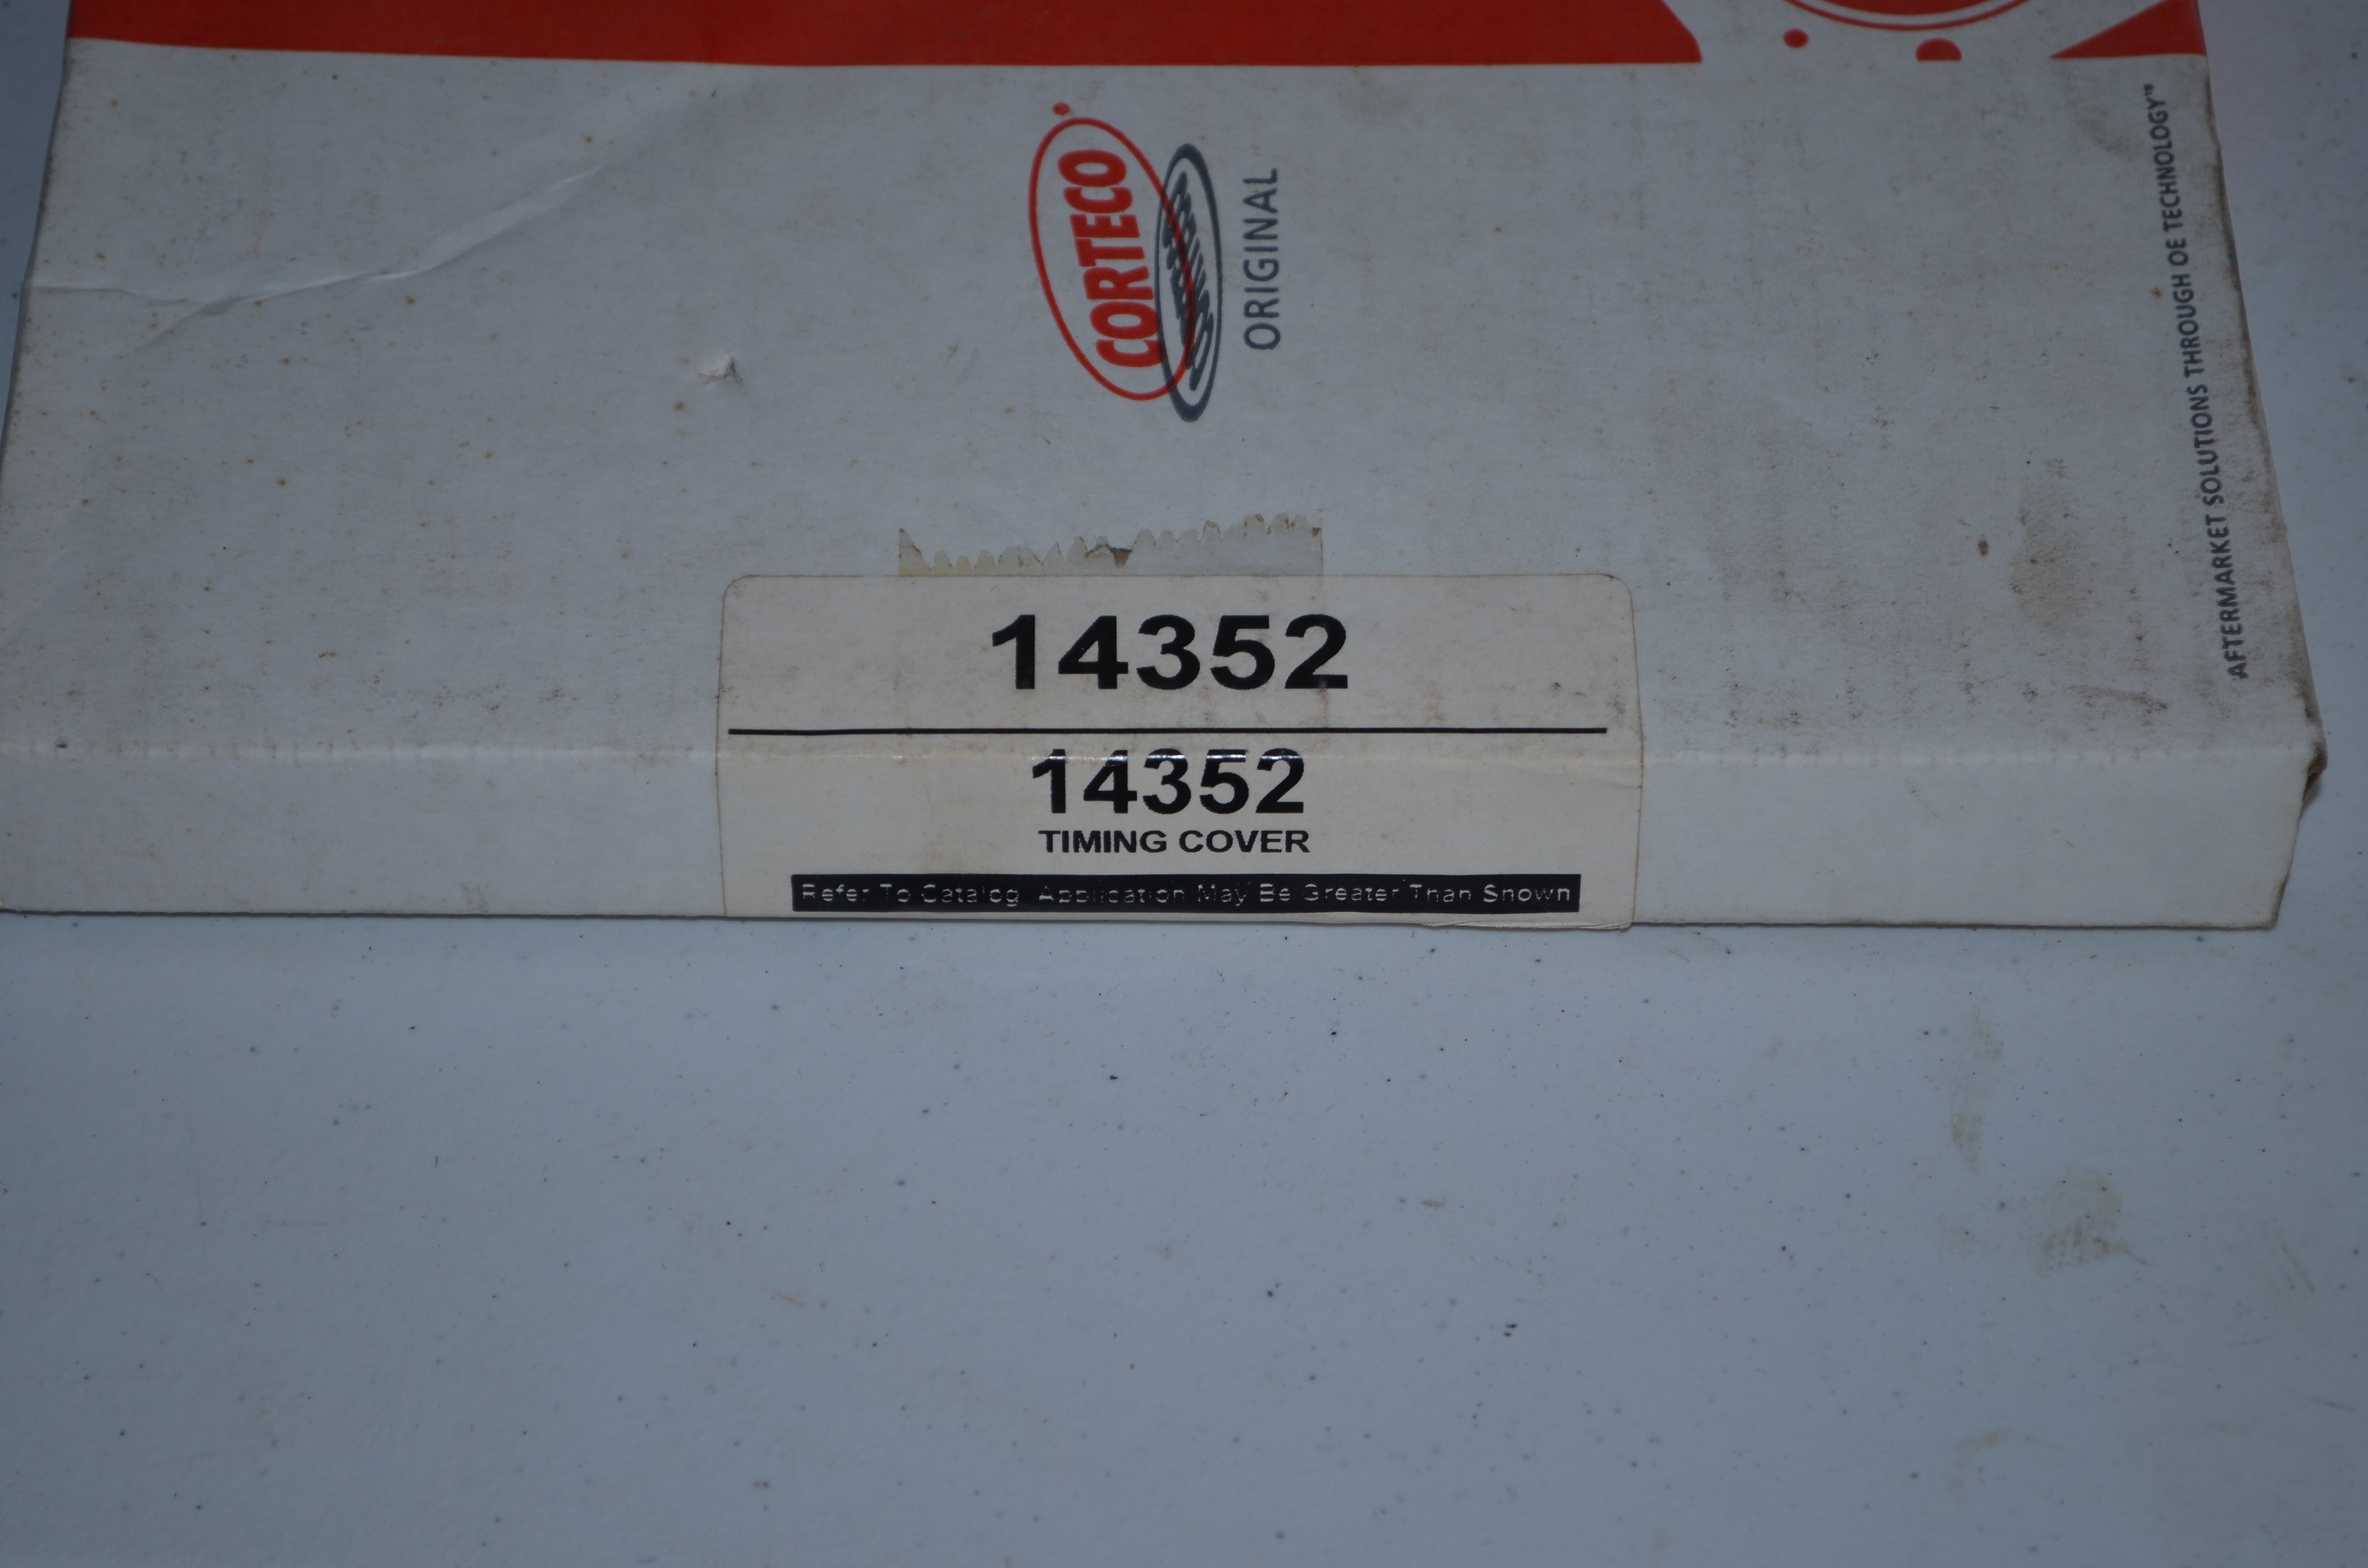 CORTECO®
ORIGINAL
AFTERMARKET SOLUTIONS THROUGH OE TECHNOLOGY™
14352
14352
TIMING COVER
Refer To Catalog, Application May Be Greater Than Shown